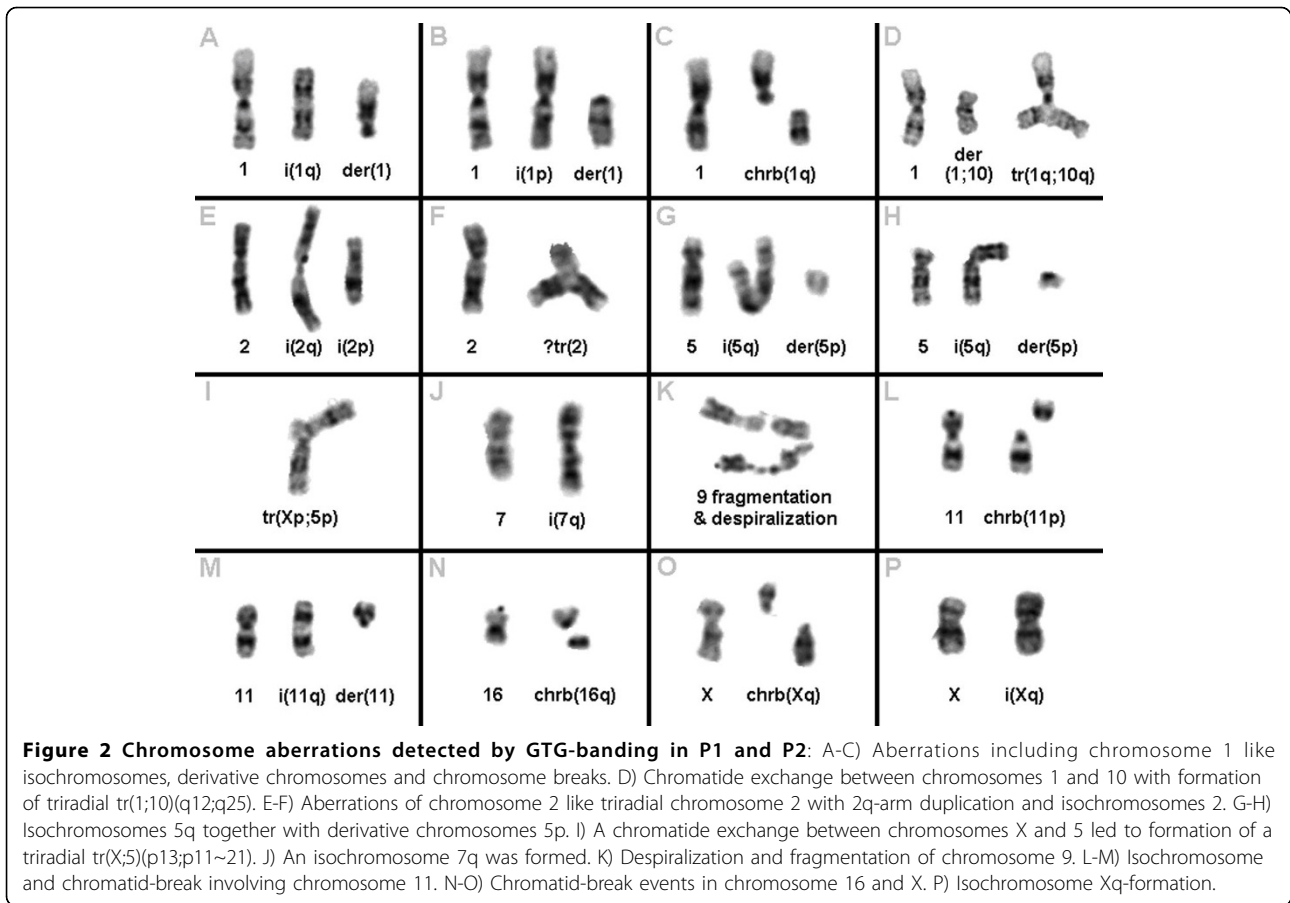 A
1 i(1q) der(1)
B
1 i(1p) der(1)
C
1 chrb(1q)
D
1 der (1;10) tr(1q;10q)
E
2 i(2q) i(2p)
F
2 ?tr(2)
G
5 i(5q) der(5p)
H
5 i(5q) der(5p)
I
tr(Xp;5p)
J
7 i(7q)
K
9 fragmentation
& despiralization
L
11 chrb(11p)
M
11 i(11q) der(11)
N
16 chrb(16q)
O
X chrb(Xq)
P
X i(Xq)
Figure 2 Chromosome aberrations detected by GTG-banding in P1 and P2: A-C) Aberrations including chromosome 1 like
isochromosomes, derivative chromosomes and chromosome breaks. D) Chromatide exchange between chromosomes 1 and 10 with formation
of triradial tr(1;10)(q12;q25). E-F) Aberrations of chromosome 2 like triradial chromosome 2 with 2q-arm duplication and isochromosomes 2. G-H)
Isochromosomes 5q together with derivative chromosomes 5p. I) A chromatide exchange between chromosomes X and 5 led to formation of a
triradial tr(X;5)(p13;p11~21). J) An isochromosome 7q was formed. K) Despiralization and fragmentation of chromosome 9. L-M) Isochromosome
and chromatid-break involving chromosome 11. N-O) Chromatid-break events in chromosome 16 and X. P) Isochromosome Xq-formation.